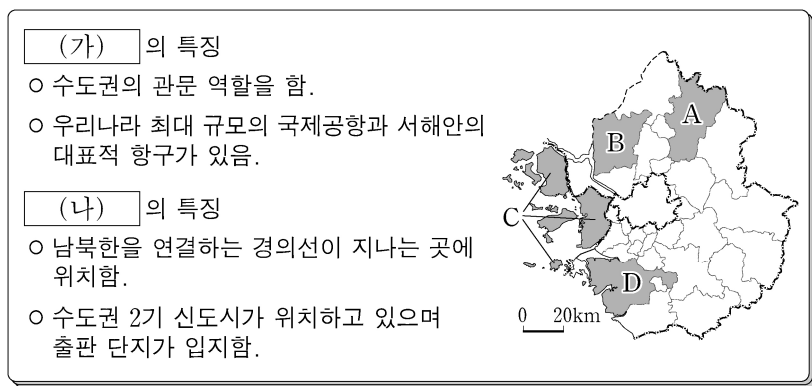 (가) 의 특징
○ 수도권의 관문 역할을 함.
○ 우리나라 최대 규모의 국제공항과 서해안의
대표적 항구가 있음.
(나) 의 특징
○ 남북한을 연결하는 경의선이 지나는 곳에
위치함.
○ 수도권 2기 신도시가 위치하고 있으며
출판 단지가 입지함.
A
B
C
D
0 20km